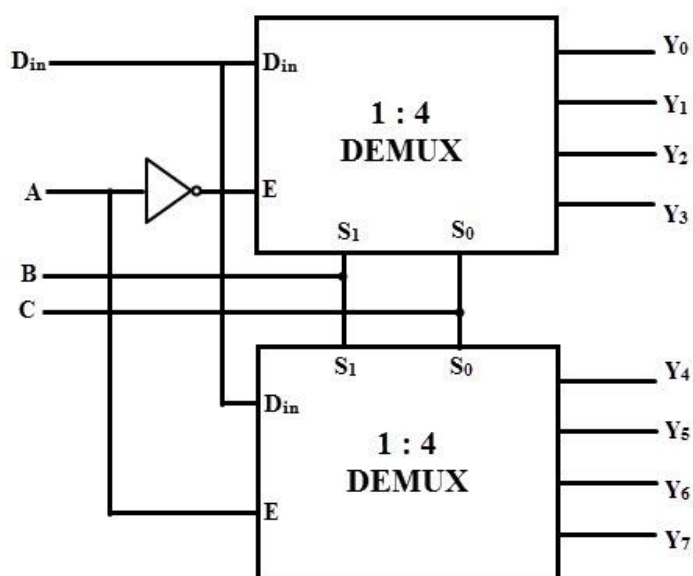 Din
A
B
C
Din
E
1 : 4
DEMUX
S1
S0
Y0
Y1
Y2
Y3
S1
S0
Din
E
1 : 4
DEMUX
Y4
Y5
Y6
Y7